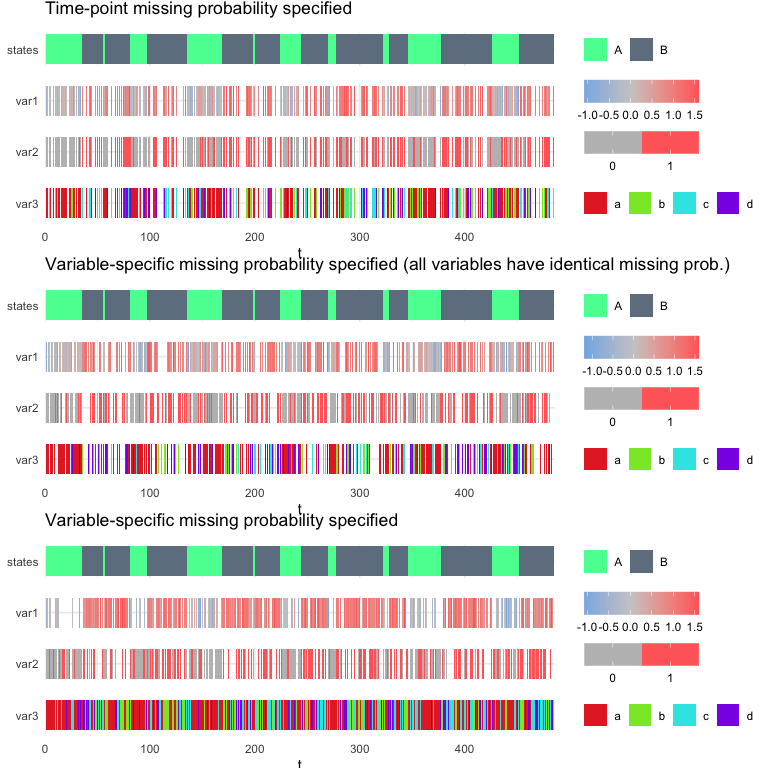 Time-point missing probability specified
states
A B
var1
-1.0 -0.5 0.0 0.5 1.0 1.5
var2
0 1
var3
a b c d
0 100 200 300 400
t
Variable-specific missing probability specified (all variables have identical missing prob.)
states
A B
var1
-1.0 -0.5 0.0 0.5 1.0 1.5
var2
0 1
var3
a b c d
0 100 200 300 400
t
Variable-specific missing probability specified
states
A B
var1
-1.0 -0.5 0.0 0.5 1.0 1.5
var2
0 1
var3
a b c d
0 100 200 300 400
t